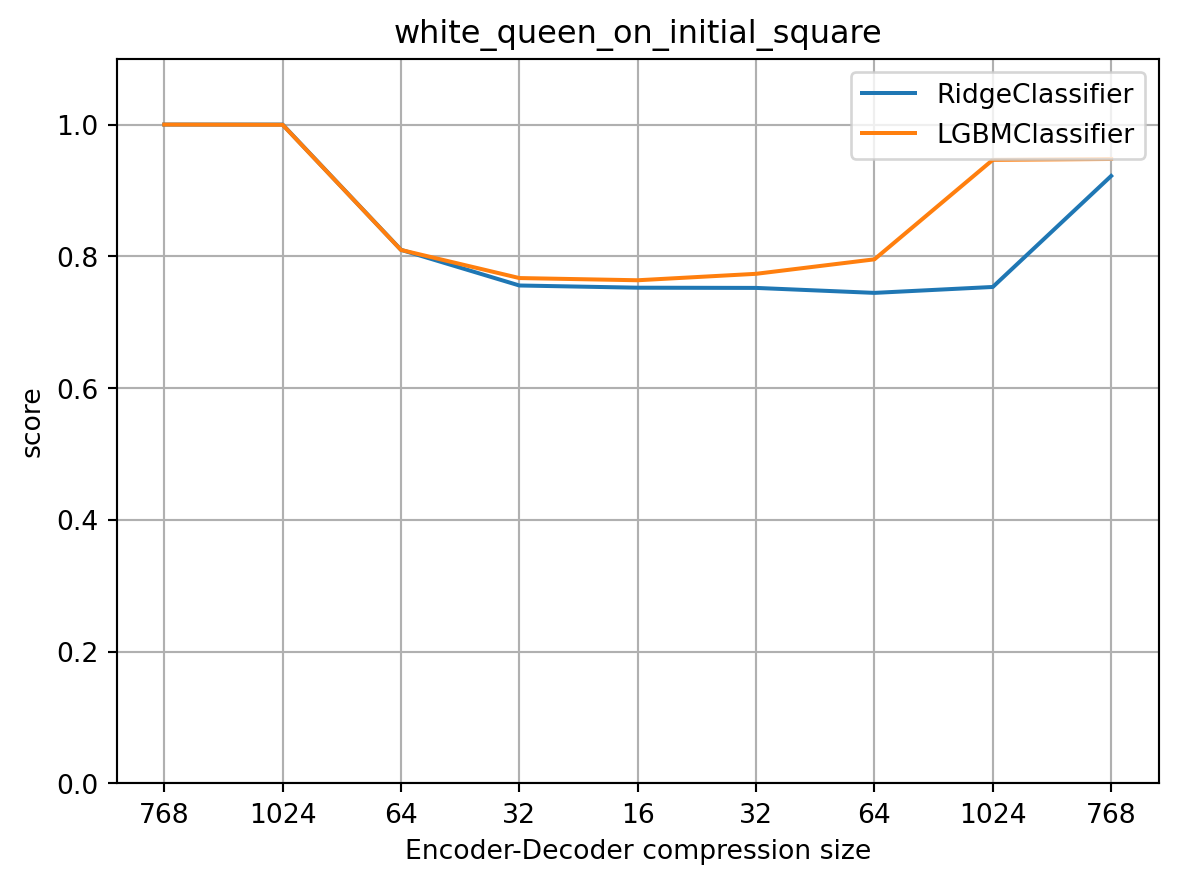 white_queen_on_initial_square
RidgeClassifier
LGBMClassifier
score
1.0
0.8
0.6
0.4
0.2
0.0
768 1024 64 32 16 32 64 1024 768
Encoder-Decoder compression size